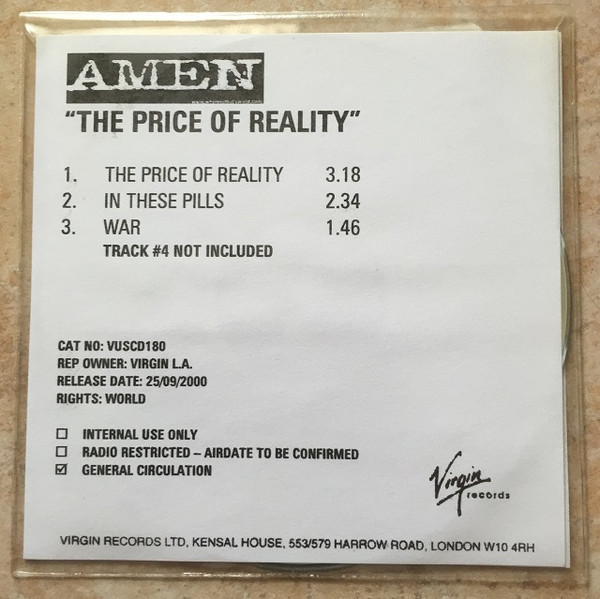 AMEN
"THE PRICE OF REALITY"
1. THE PRICE OF REALITY 3.18
2. IN THESE PILLS 2.34
3. WAR 1.46
TRACK #4 NOT INCLUDED
CAT NO: VUSCD180
REP OWNER: VIRGIN L.A.
RELEASE DATE: 25/09/2000
RIGHTS: WORLD
☐ INTERNAL USE ONLY
☐ RADIO RESTRICTED – AIRDATE TO BE CONFIRMED
☑ GENERAL CIRCULATION
Virgin
records
VIRGIN RECORDS LTD, KENSAL HOUSE, 553/579 HARROW ROAD, LONDON W10 4RH